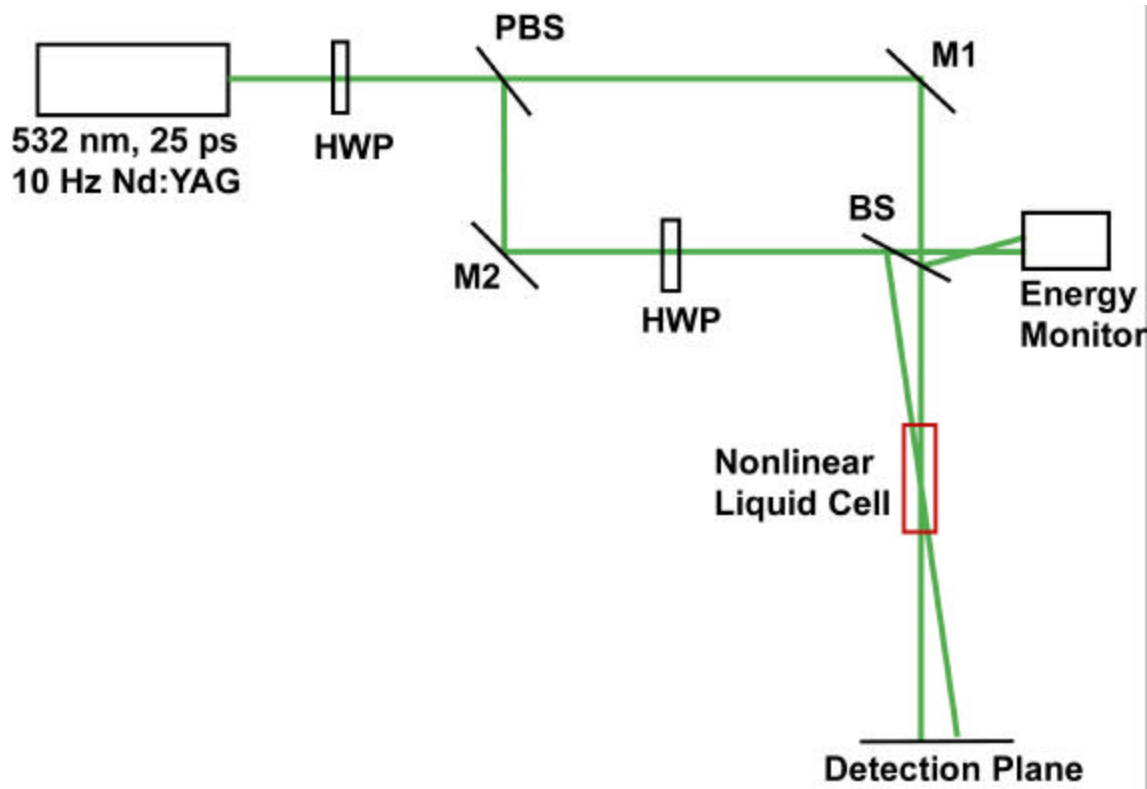 PBS
M1
532 nm, 25 ps
10 Hz Nd:YAG
HWP
BS
M2
HWP
Energy
Monitor
Nonlinear
Liquid Cell
Detection Plane